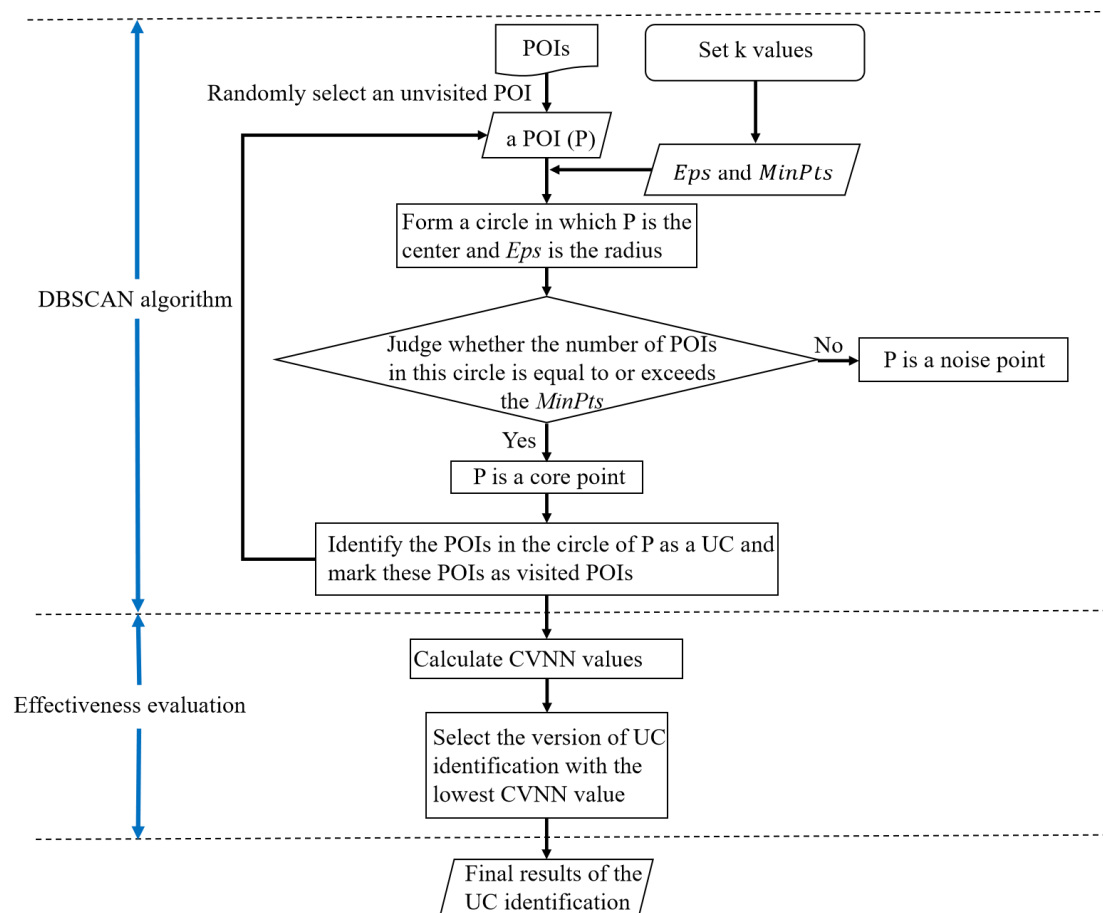 POIs
Set k values
Randomly select an unvisited POI
a POI (P)
Eps and MinPts
Form a circle in which P is the
center and Eps is the radius
DBSCAN algorithm
Judge whether the number of POIs
in this circle is equal to or exceeds
the MinPts
No
P is a noise point
Yes
P is a core point
Identify the POIs in the circle of P as a UC and
mark these POIs as visited POIs
Calculate CVNN values
Effectiveness evaluation
Select the version of UC
identification with the
lowest CVNN value
Final results of the
UC identification